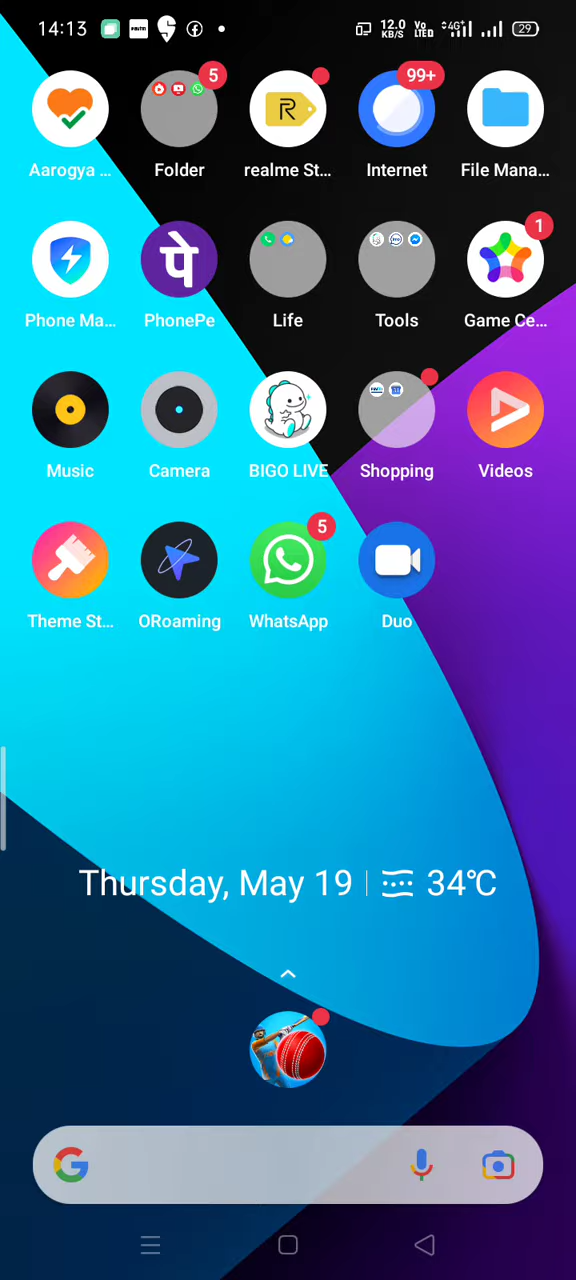 14:13 12.0 KB/S Vo LTED 4G 29
5 99+
Aarogya ... Folder realme St... Internet File Mana...
पे 1
Phone Ma... PhonePe Life Tools Game Ce...
Music Camera BIGO LIVE Shopping Videos
5
Theme St... ORoaming WhatsApp Duo
Thursday, May 19 34°C